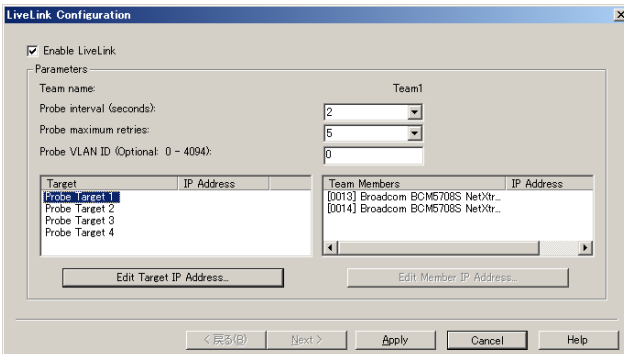 LiveLink Configuration
Enable LiveLink
Parameters
Team name: Team1
Probe interval (seconds): 2
Probe maximum retries: 5
Probe VLAN ID (Optional: 0 - 4094): 0
Target IP Address
Probe Target 1
Probe Target 2
Probe Target 3
Probe Target 4
Team Members IP Address
[0013] Broadcom BCM5708S NetXtr...
[0014] Broadcom BCM5708S NetXtr...
Edit Target IP Address...
Edit Member IP Address...
< 戻る(B) Next > Apply Cancel Help